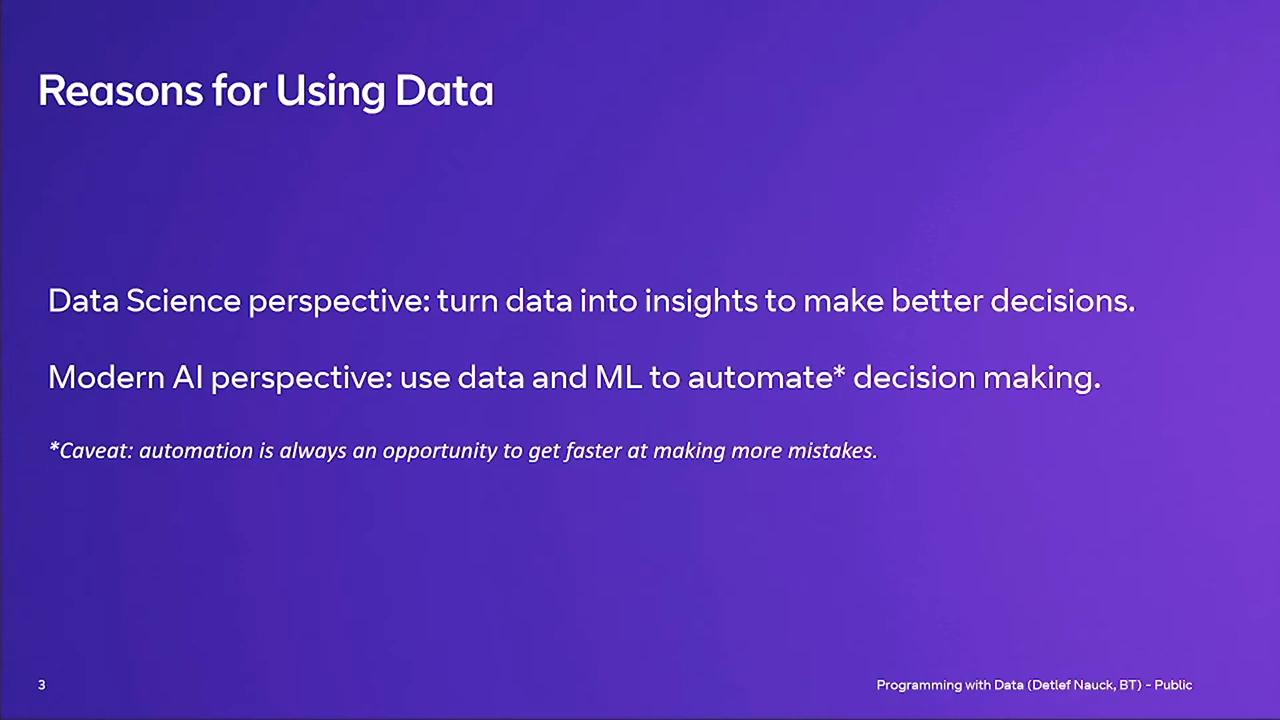 Reasons for Using Data
Data Science perspective: turn data into insights to make better decisions.
Modern AI perspective: use data and ML to automate* decision making.
*Caveat: automation is always an opportunity to get faster at making more mistakes.
3
Programming with Data (Detlef Nauck, BT) – Public